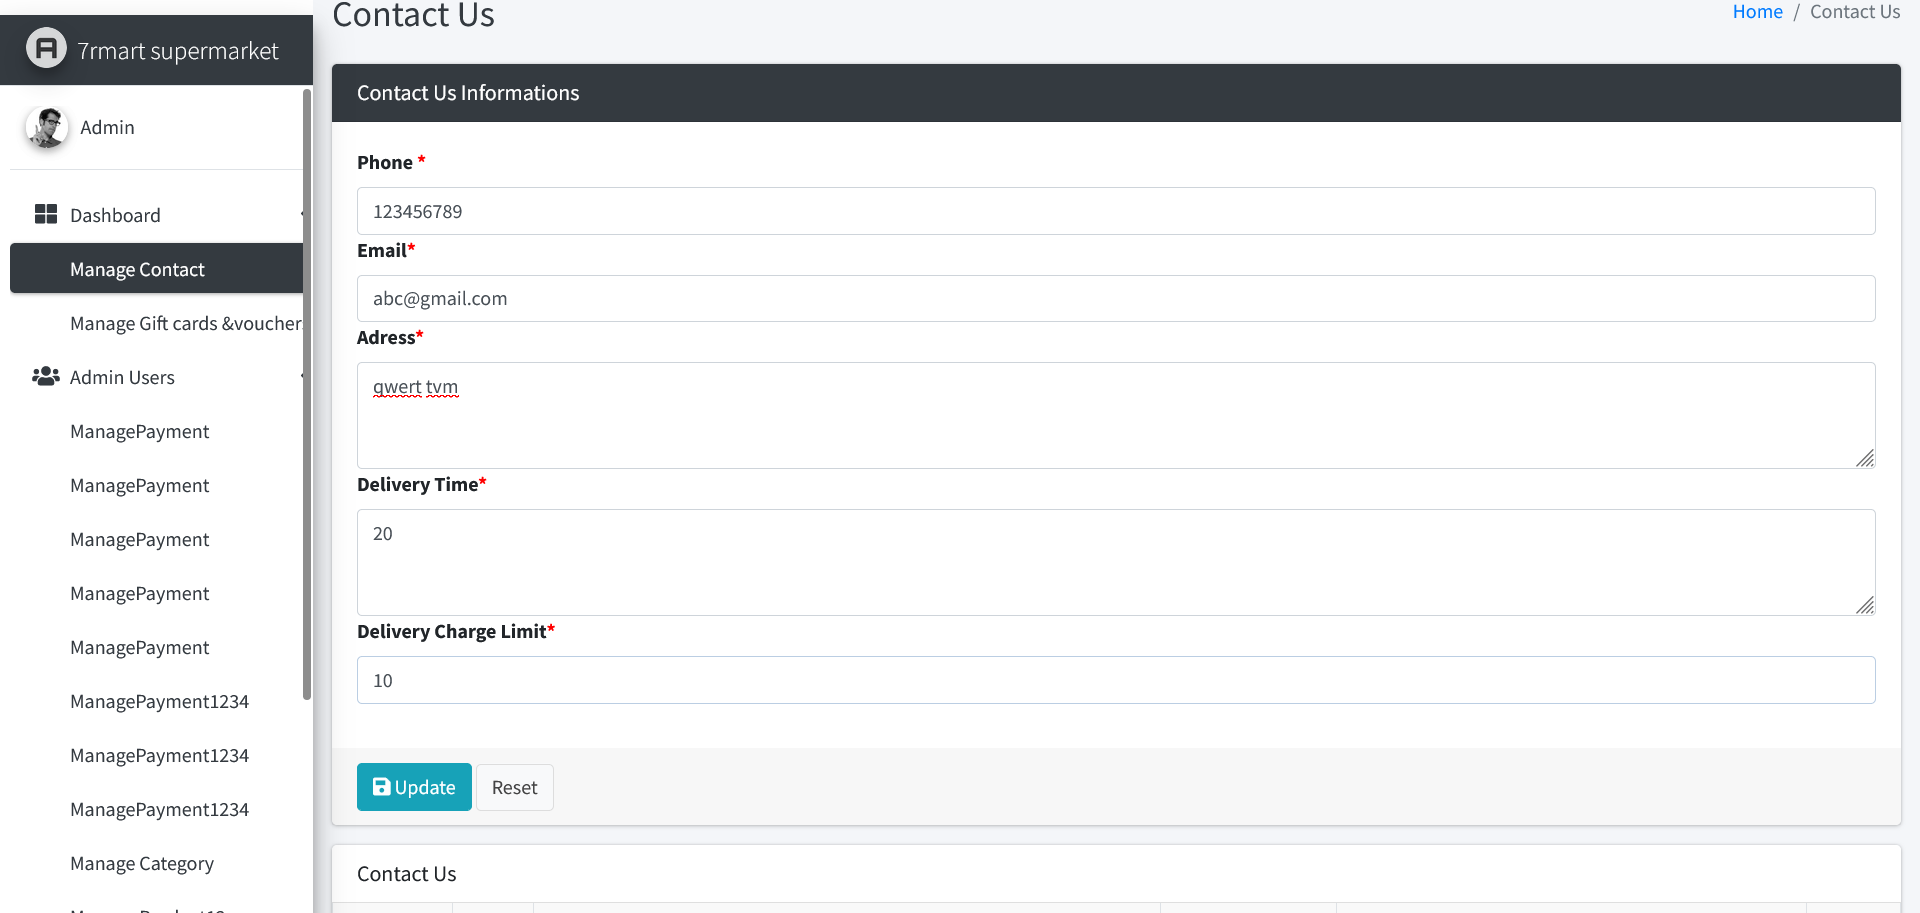 7rmart supermarket
Admin
Dashboard
Manage Contact
Manage Gift cards &voucher
Admin Users
ManagePayment
ManagePayment
ManagePayment
ManagePayment
ManagePayment
ManagePayment1234
ManagePayment1234
ManagePayment1234
Manage Category
Contact Us
Home / Contact Us
Contact Us Informations
Phone *
123456789
Email*
abc@gmail.com
Adress*
qwert tvm
Delivery Time*
20
Delivery Charge Limit*
10
Update
Reset
Contact Us